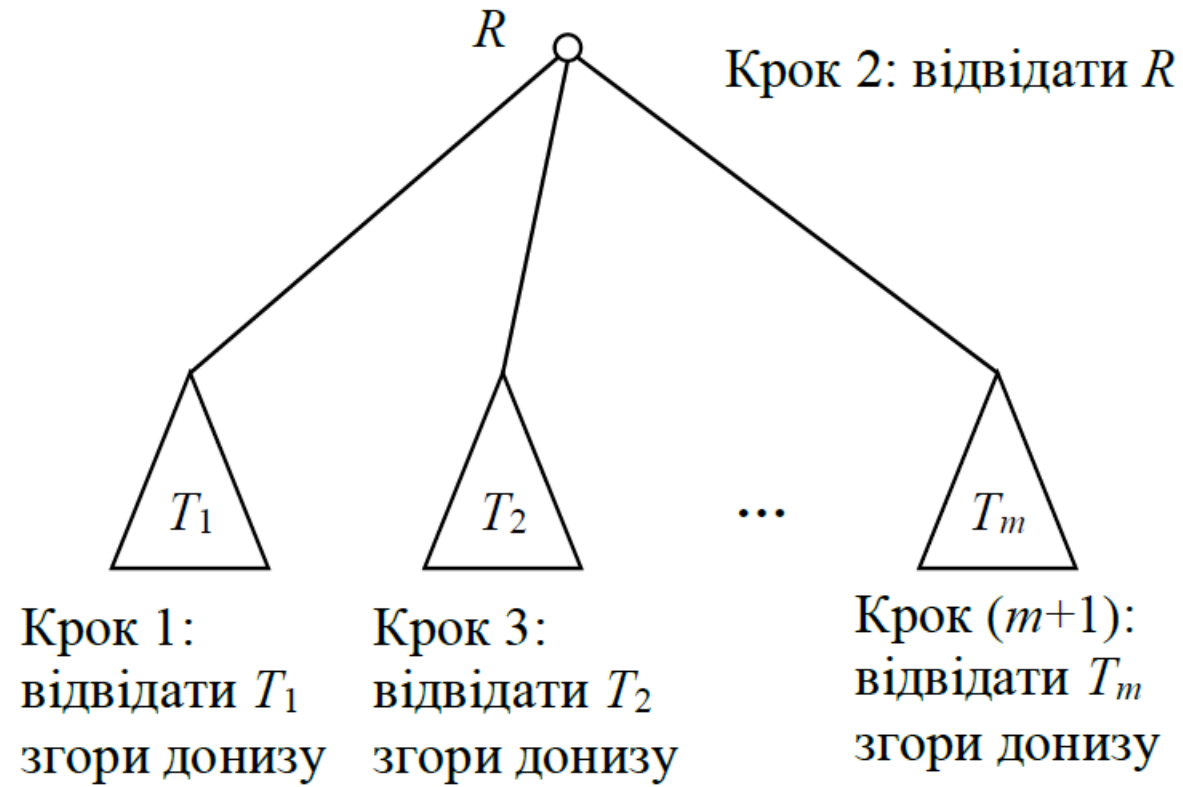 R
Крок 2: відвідати R
T1
T2
...
Tm
Крок 1:
відвідати T1
згори донизу
Крок 3:
відвідати T2
згори донизу
Крок (m+1):
відвідати Tm
згори донизу